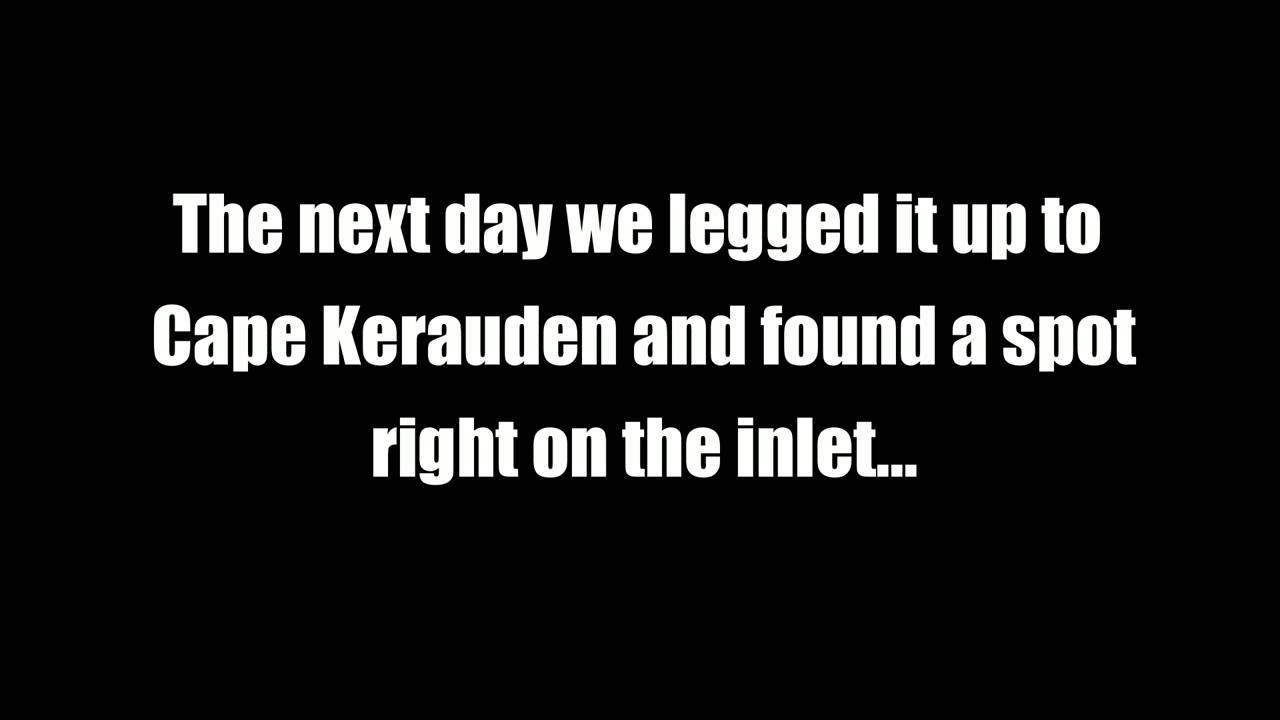 The next day we legged it up to
Cape Kerauden and found a spot
right on the inlet...